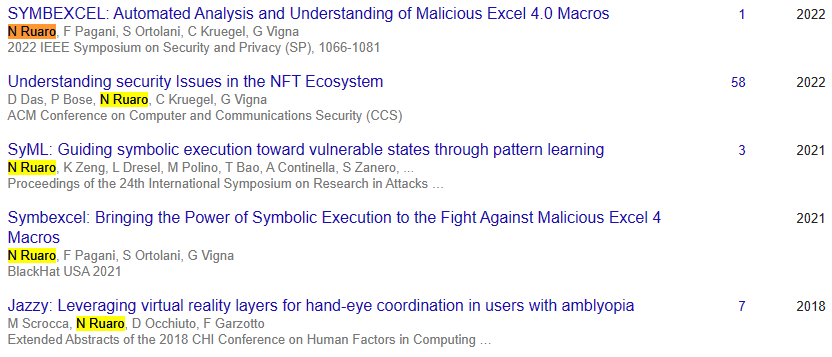 SYMBEXCEL: Automated Analysis and Understanding of Malicious Excel 4.0 Macros 1 2022
N Ruaro, F Pagani, S Ortolani, C Kruegel, G Vigna
2022 IEEE Symposium on Security and Privacy (SP), 1066-1081
Understanding security Issues in the NFT Ecosystem 58 2022
D Das, P Bose, N Ruaro, C Kruegel, G Vigna
ACM Conference on Computer and Communications Security (CCS)
SyML: Guiding symbolic execution toward vulnerable states through pattern learning 3 2021
N Ruaro, K Zeng, L Dresel, M Polino, T Bao, A Continella, S Zanero, ...
Proceedings of the 24th International Symposium on Research in Attacks …
Symbexcel: Bringing the Power of Symbolic Execution to the Fight Against Malicious Excel 4 2021
Macros
N Ruaro, F Pagani, S Ortolani, G Vigna
BlackHat USA 2021
Jazzy: Leveraging virtual reality layers for hand-eye coordination in users with amblyopia 7 2018
M Scrocca, N Ruaro, D Occhiuto, F Garzotto
Extended Abstracts of the 2018 CHI Conference on Human Factors in Computing …